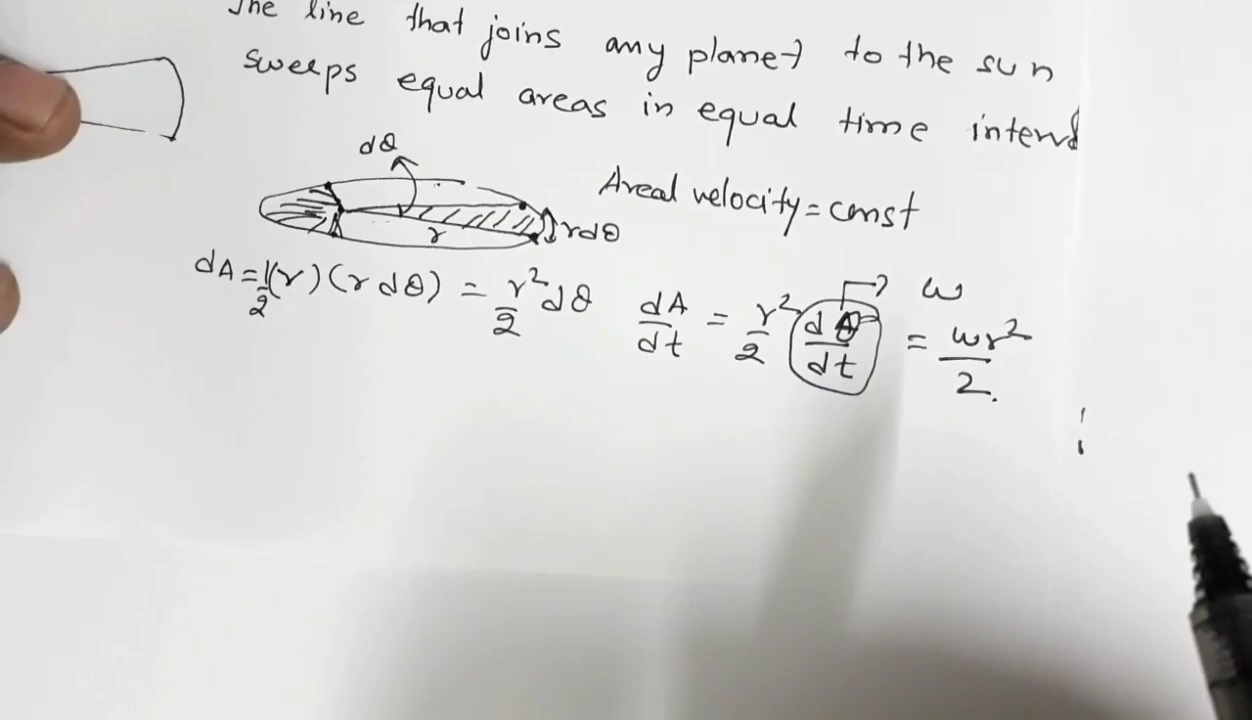 The line that joins any planet to the sun
sweeps equal areas in equal time interval
dθ
Areal velocity = const
r
rdθ
dA = 1/2 (r) (r dθ) = r²/2 dθ
dA/dt = r²/2 dθ/dt = ωr²/2.
ω